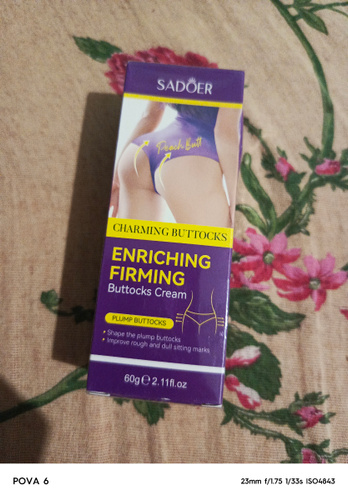 SADOER
Peach Butt
CHARMING BUTTOCKS
ENRICHING
FIRMING
Buttocks Cream
PLUMP BUTTOCKS
Shape the plump buttocks
Improve rough and dull sitting marks
60g℮2.11fl.oz
POVA 6
23mm f/1.75 1/33s ISO4843